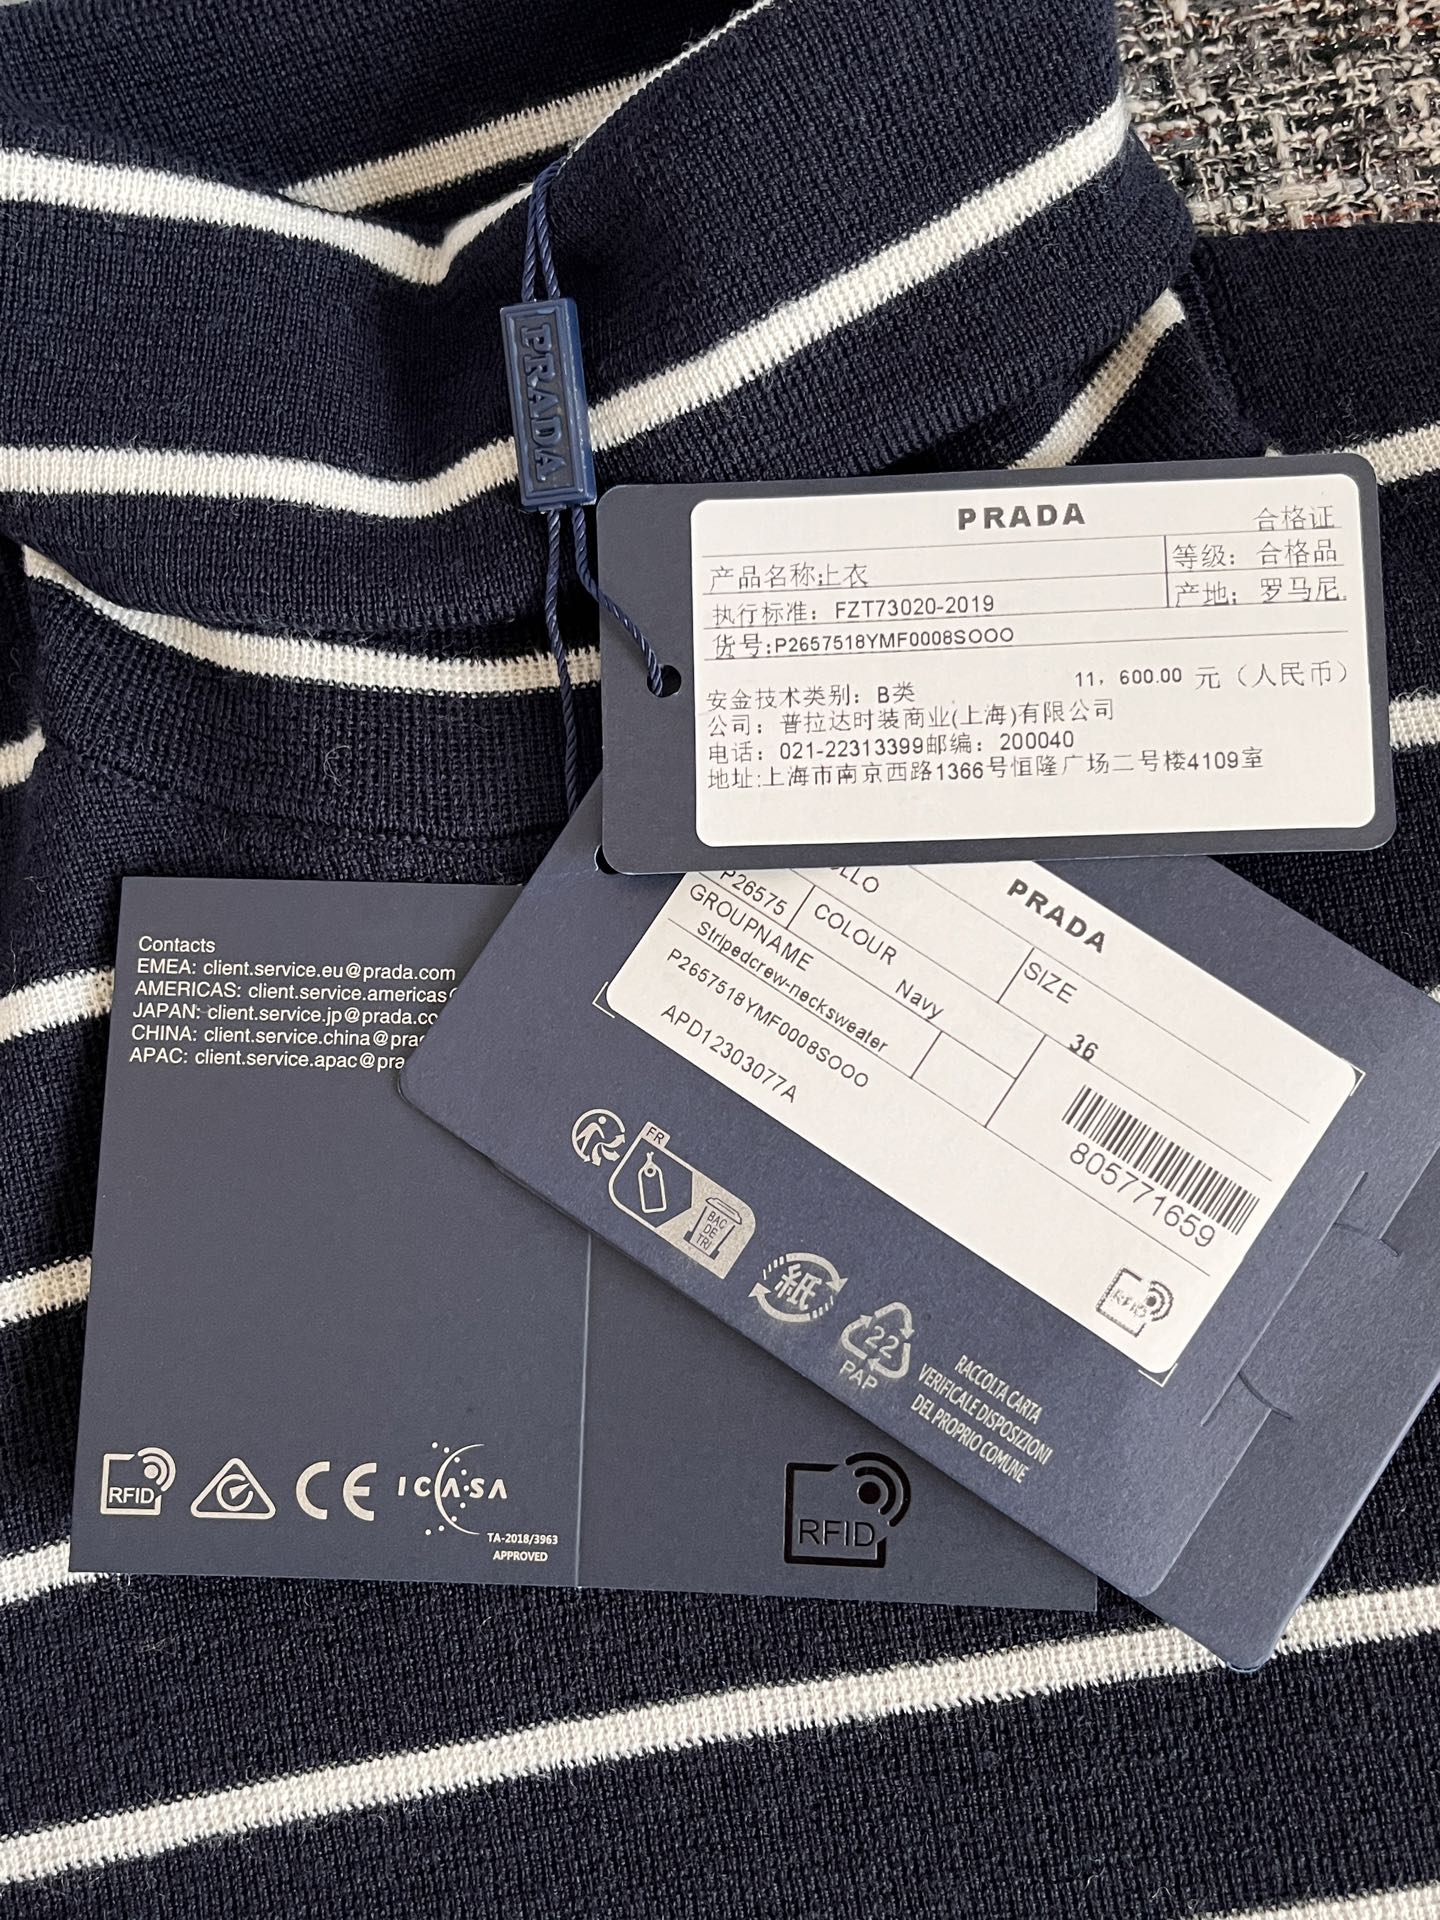 PRADA
PRADA 合格证
产品名称:上衣 等级: 合格品
执行标准: FZT73020-2019 产地: 罗马尼
货号:P2657518YMF0008SOOO
11, 600.00 元 (人民币)
安金技术类别: B类
公司: 普拉达时装商业(上海)有限公司
电话: 021-22313399邮编: 200040
地址:上海市南京西路1366号恒隆广场二号楼4109室
PRADA
LLO
P26575
COLOUR
SIZE
GROUPNAME
Navy
36
Stripedcrew-necksweater
P2657518YMF0008SOOO
APD12303077A
805771659
RFID
FR
BAC
DE
TRI
紙
22
PAP
RACCOLTA CARTA
VERIFICA LE DISPOSIZIONI
DEL PROPRIO COMUNE
Contacts
EMEA: client.service.eu@prada.com
AMERICAS: client.service.americas
JAPAN: client.service.jp@prada.co
CHINA: client.service.china@pra
APAC: client.service.apac@pra
RFID
CE
ICASA
TA-2018/3963
APPROVED
RFID